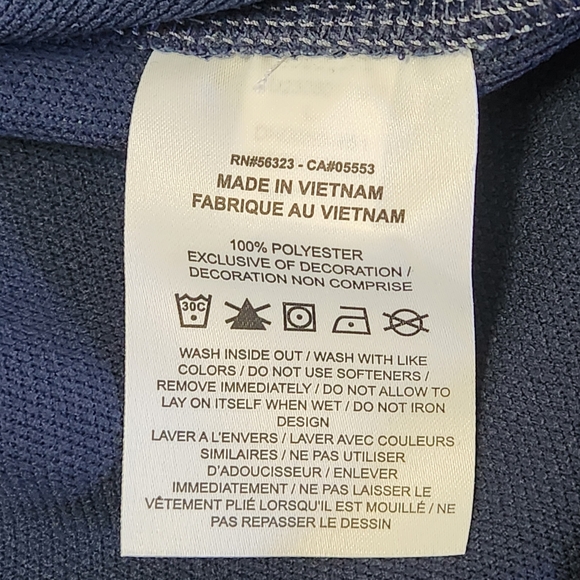 RN#56323 - CA#05553
MADE IN VIETNAM
FABRIQUE AU VIETNAM
100% POLYESTER
EXCLUSIVE OF DECORATION /
DECORATION NON COMPRISE
30C
WASH INSIDE OUT / WASH WITH LIKE
COLORS / DO NOT USE SOFTENERS /
REMOVE IMMEDIATELY / DO NOT ALLOW TO
LAY ON ITSELF WHEN WET / DO NOT IRON
DESIGN
LAVER A L'ENVERS / LAVER AVEC COULEURS
SIMILAIRES / NE PAS UTILISER
D'ADOUCISSEUR / ENLEVER
IMMEDIATEMENT / NE PAS LAISSER LE
VÊTEMENT PLIÉ LORSQU'IL EST MOUILLÉ / NE
PAS REPASSER LE DESSIN